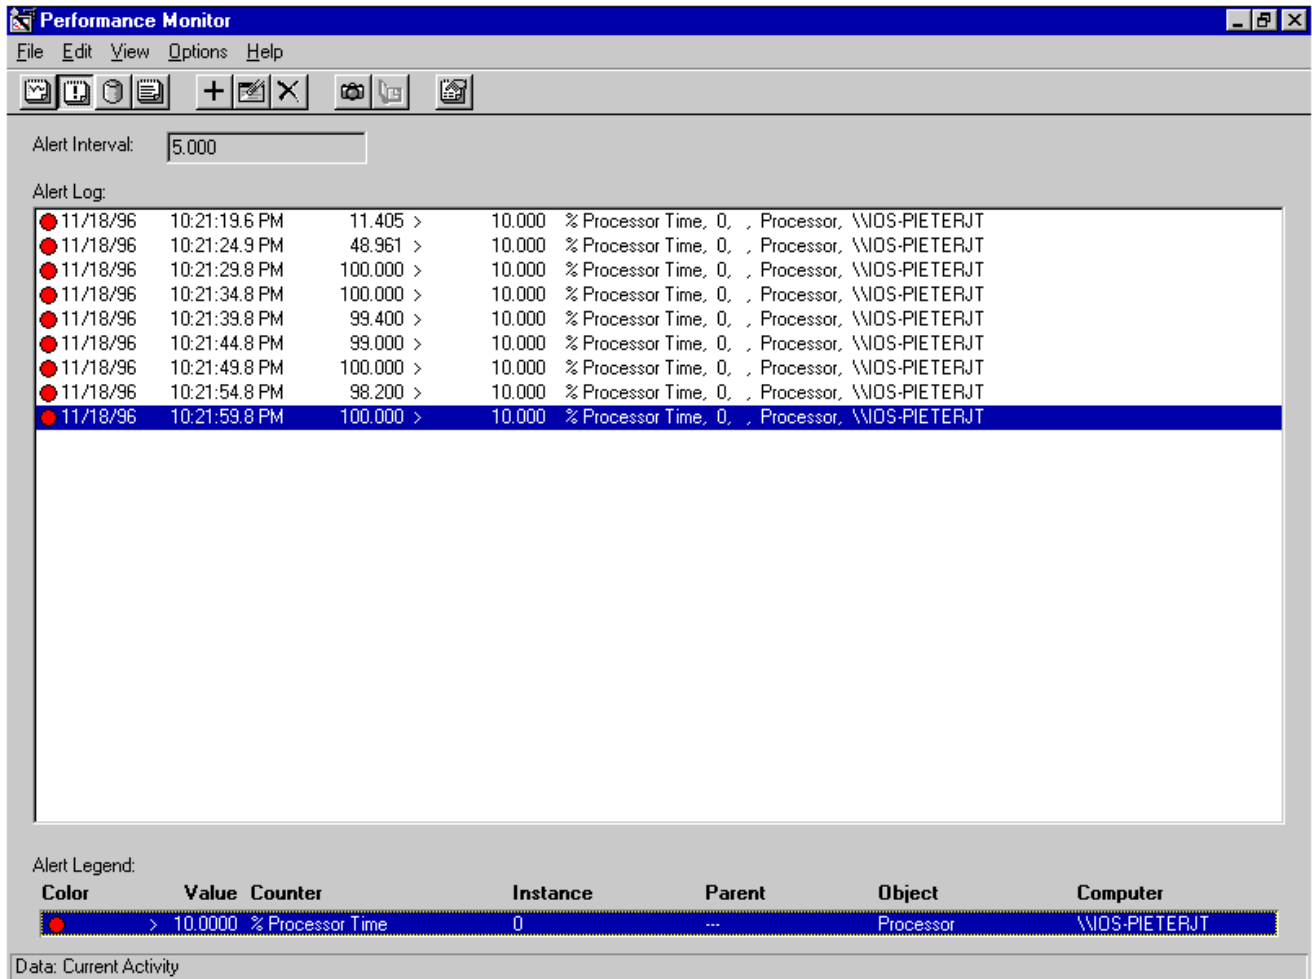 Performance Monitor
File Edit View Options Help
Alert Interval: 5.000
Alert Log:
11/18/96 10:21:19.6 PM 11.405 > 10.000 % Processor Time, 0, , Processor, \\IOS-PIETERJT
11/18/96 10:21:24.9 PM 48.961 > 10.000 % Processor Time, 0, , Processor, \\IOS-PIETERJT
11/18/96 10:21:29.8 PM 100.000 > 10.000 % Processor Time, 0, , Processor, \\IOS-PIETERJT
11/18/96 10:21:34.8 PM 100.000 > 10.000 % Processor Time, 0, , Processor, \\IOS-PIETERJT
11/18/96 10:21:39.8 PM 99.400 > 10.000 % Processor Time, 0, , Processor, \\IOS-PIETERJT
11/18/96 10:21:44.8 PM 99.000 > 10.000 % Processor Time, 0, , Processor, \\IOS-PIETERJT
11/18/96 10:21:49.8 PM 100.000 > 10.000 % Processor Time, 0, , Processor, \\IOS-PIETERJT
11/18/96 10:21:54.8 PM 98.200 > 10.000 % Processor Time, 0, , Processor, \\IOS-PIETERJT
11/18/96 10:21:59.8 PM 100.000 > 10.000 % Processor Time, 0, , Processor, \\IOS-PIETERJT
Alert Legend:
Color Value Counter Instance Parent Object Computer
> 10.0000 % Processor Time 0 --- Processor \\IOS-PIETERJT
Data: Current Activity